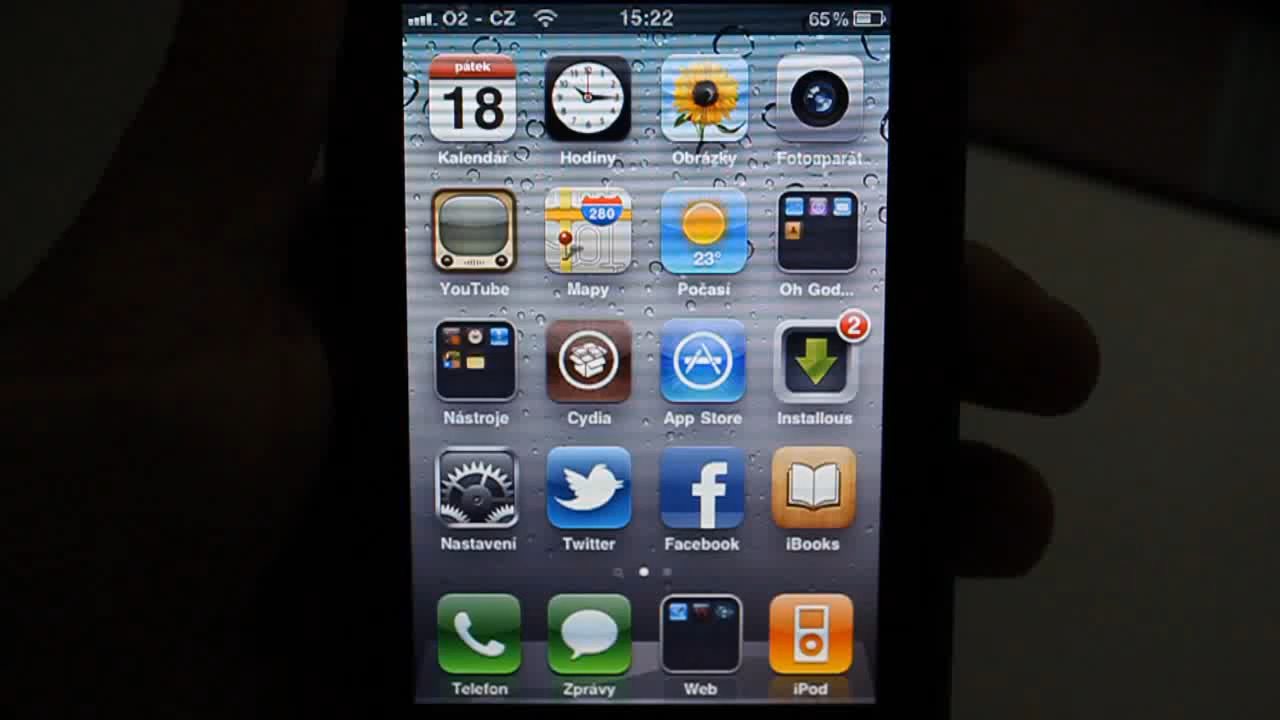 O2 - CZ 15:22 65%
pátek
18
Kalendář Hodiny Obrázky Fotoaparát...
280
23°
YouTube Mapy Počasí Oh God...
2
Nástroje Cydia App Store Installous
Nastavení Twitter Facebook iBooks
Telefon Zprávy Web iPod